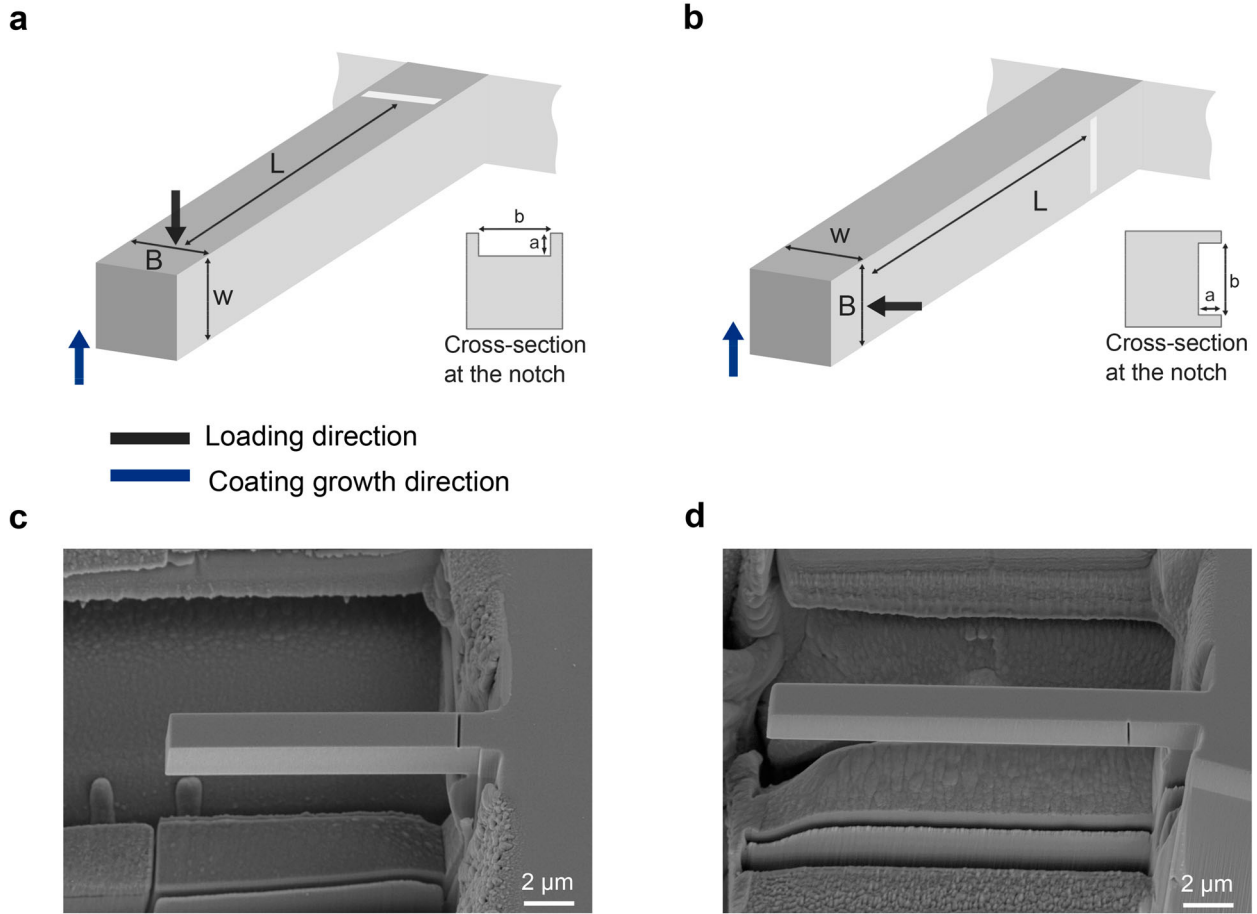 a
L
B
w
b
a
Cross-section
at the notch
b
w
L
B
a
b
Cross-section
at the notch
Loading direction
Coating growth direction
c
2 µm
d
2 µm